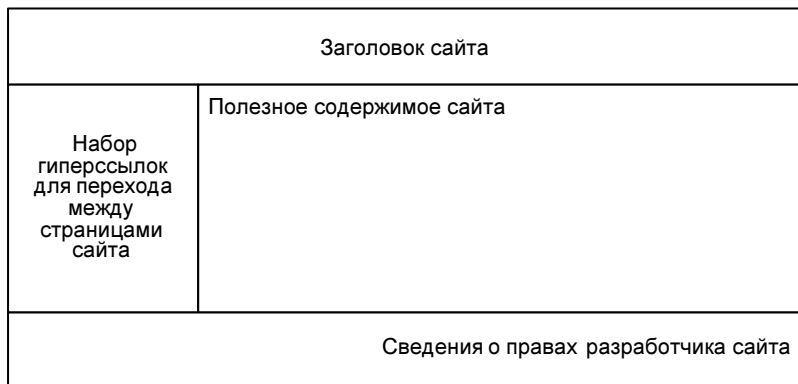 Заголовок сайта
Полезное содержимое сайта
Набор
гиперссылок
для перехода
между
страницами
сайта
Сведения о правах разработчика сайта